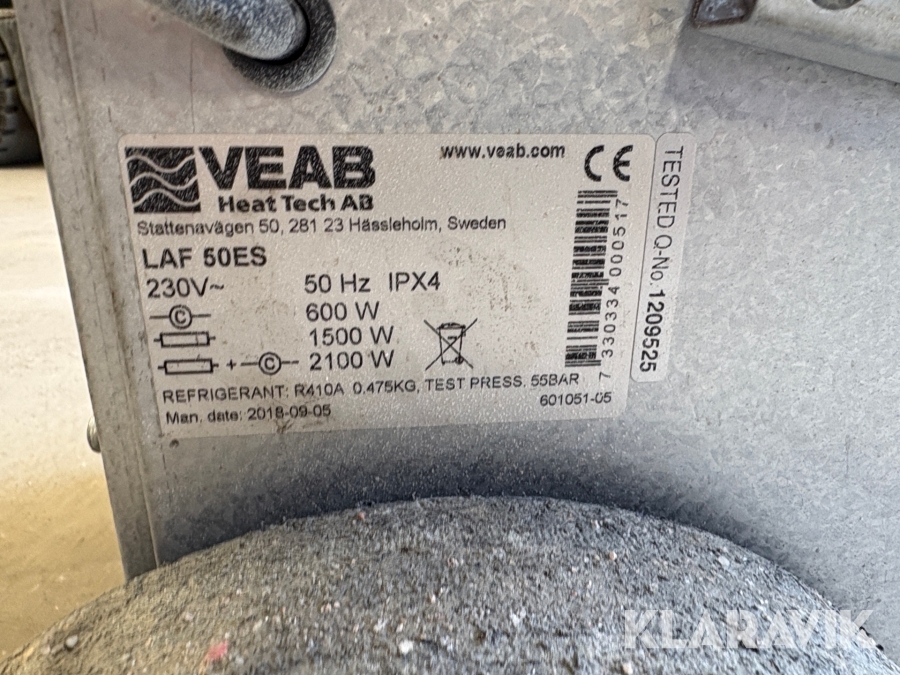 VEAB
Heat Tech AB
www.veab.com
CE
Stattenavägen 50, 281 23 Hässleholm, Sweden
LAF 50ES
230V~ 50 Hz IPX4
C 600 W
1500 W
+ C 2100 W
REFRIGERANT: R410A 0.475KG, TEST PRESS. 55BAR
Man. date: 2018-09-05
601051-05
7 330334 000517
TESTED Q-No. 1209525
KLARAVIK